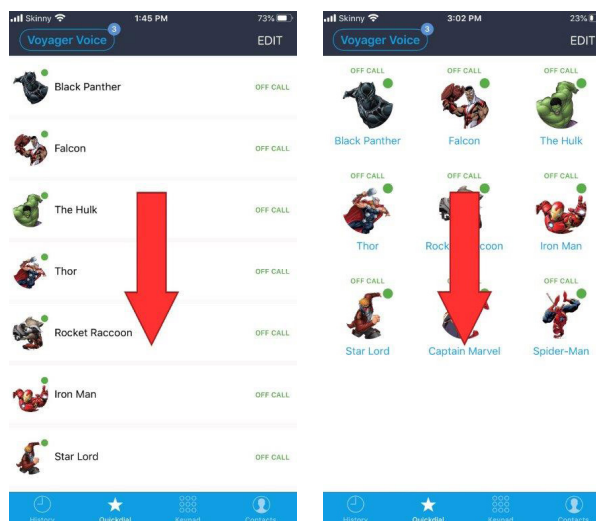 Skinny 1:45 PM 73%
Voyager Voice 3 EDIT
Black Panther OFF CALL
Falcon OFF CALL
The Hulk OFF CALL
Thor OFF CALL
Rocket Raccoon OFF CALL
Iron Man OFF CALL
Star Lord OFF CALL
History Quickdial Keypad Contacts
Skinny 3:02 PM 23%
Voyager Voice 3 EDIT
OFF CALL OFF CALL OFF CALL
Black Panther Falcon The Hulk
OFF CALL OFF CALL OFF CALL
Thor Rock coon Iron Man
OFF CALL OFF CALL OFF CALL
Star Lord Captain Marvel Spider-Man
History Quickdial Keypad Contacts